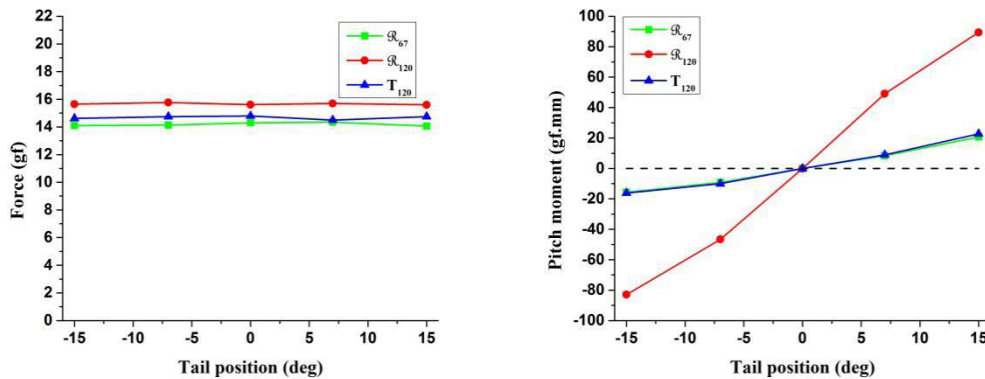 22
20
18
16
14
12
10
8
6
4
2
0
Force (gf)
-15 -10 -5 0 5 10 15
Tail position (deg)
ℛ67
ℛ120
T120
100
80
60
40
20
0
-20
-40
-60
-80
-100
Pitch moment (gf.mm)
-15 -10 -5 0 5 10 15
Tail position (deg)
ℛ67
ℛ120
T120